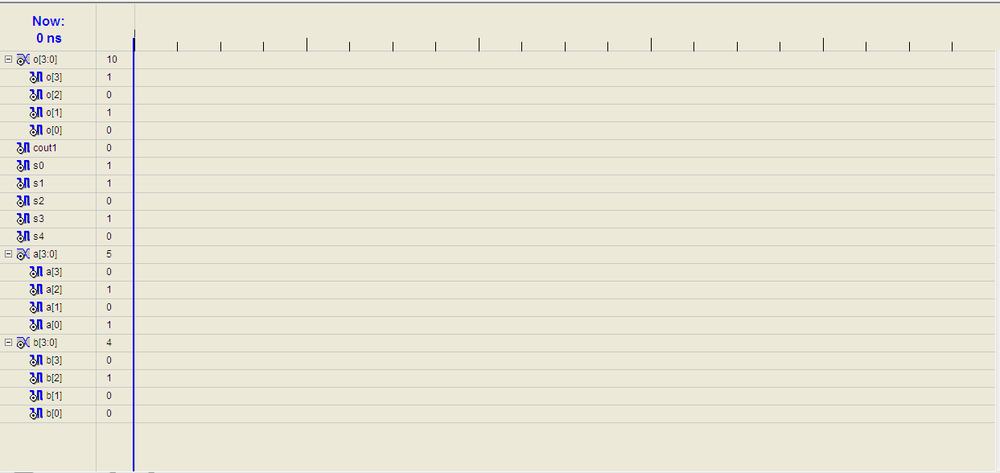 Now:
0 ns
o[3:0] 10
o[3] 1
o[2] 0
o[1] 1
o[0] 0
cout1 0
s0 1
s1 1
s2 0
s3 1
s4 0
a[3:0] 5
a[3] 0
a[2] 1
a[1] 0
a[0] 1
b[3:0] 4
b[3] 0
b[2] 1
b[1] 0
b[0] 0